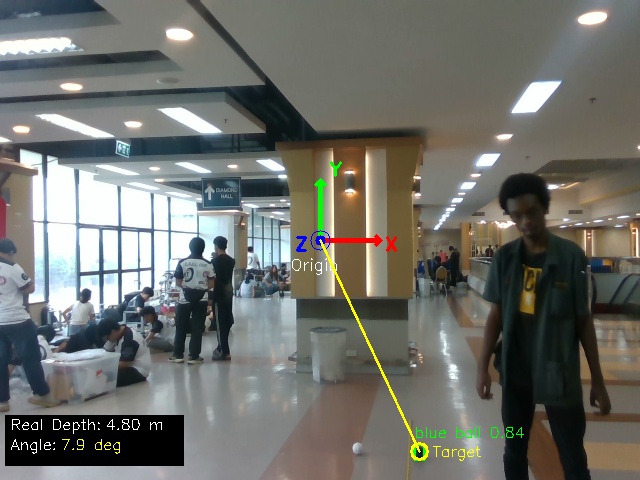 DIAMOND
HALL
Y
Z
X
Origin
Real Depth: 4.80 m
Angle: 7.9 deg
blue ball 0.84
Target